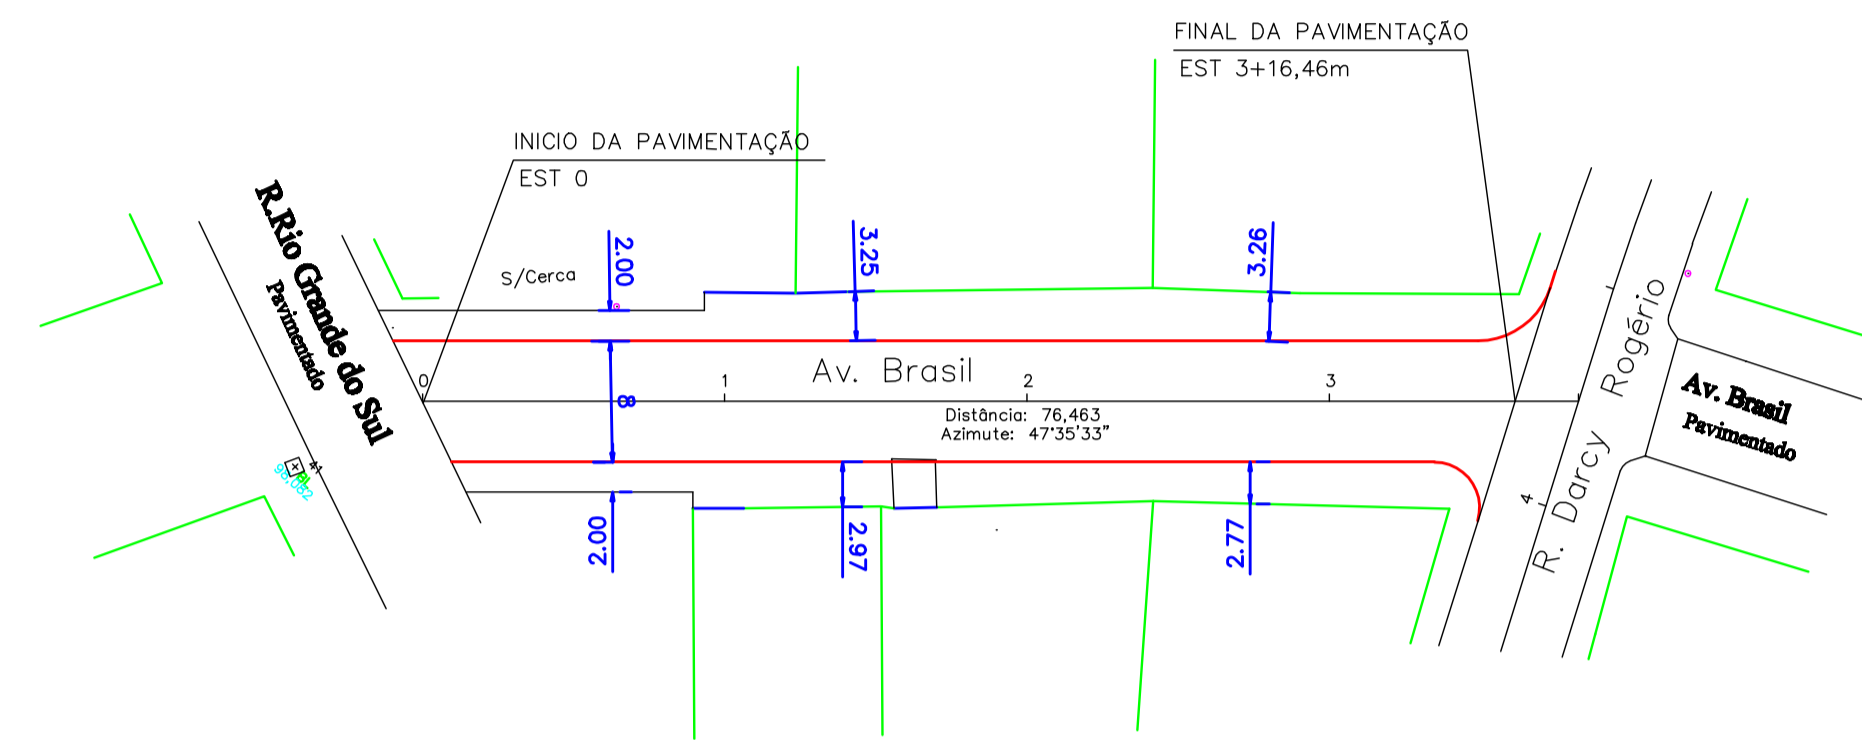 FINAL DA PAVIMENTAÇÃO
EST 3+16,46m
INICIO DA PAVIMENTAÇÃO
EST 0
R.Rio Grande do Sul
Pavimentado
S/Cerca
2.00
3.25
3.26
Av. Brasil
0
1
2
3
8
Distância: 76,463
Azimute: 47°35'33"
R. Darcy Rogério
Av. Brasil
Pavimentado
4
2.00
2.97
2.77
98,082